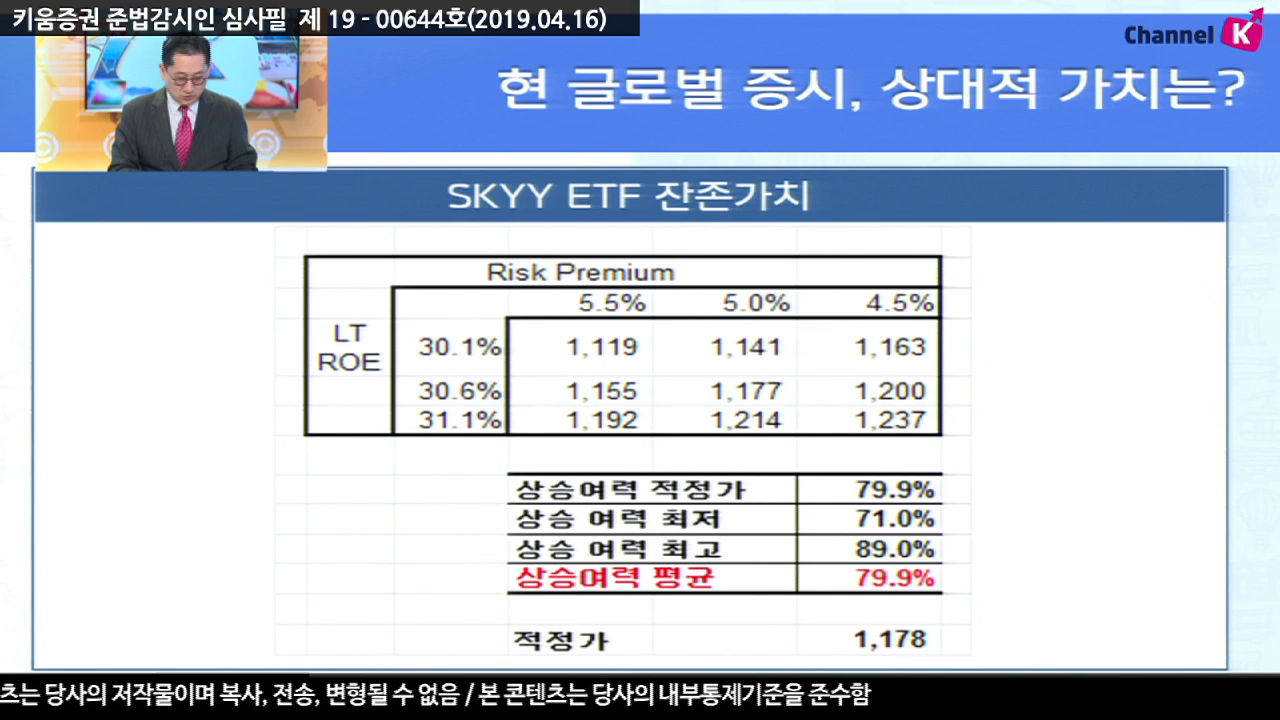 키움증권 준법감시인 심사필 제 19 - 00644호(2019.04.16)
Channel K
현 글로벌 증시, 상대적 가치는?
SKYY ETF 잔존가치
Risk Premium
5.5% 5.0% 4.5%
LT ROE
30.1% 1,119 1,141 1,163
30.6% 1,155 1,177 1,200
31.1% 1,192 1,214 1,237
상승여력 적정가 79.9%
상승 여력 최저 71.0%
상승 여력 최고 89.0%
상승여력 평균 79.9%
적정가 1,178
츠는 당사의 저작물이며 복사, 전송, 변형될 수 없음 / 본 콘텐츠는 당사의 내부통제기준을 준수함